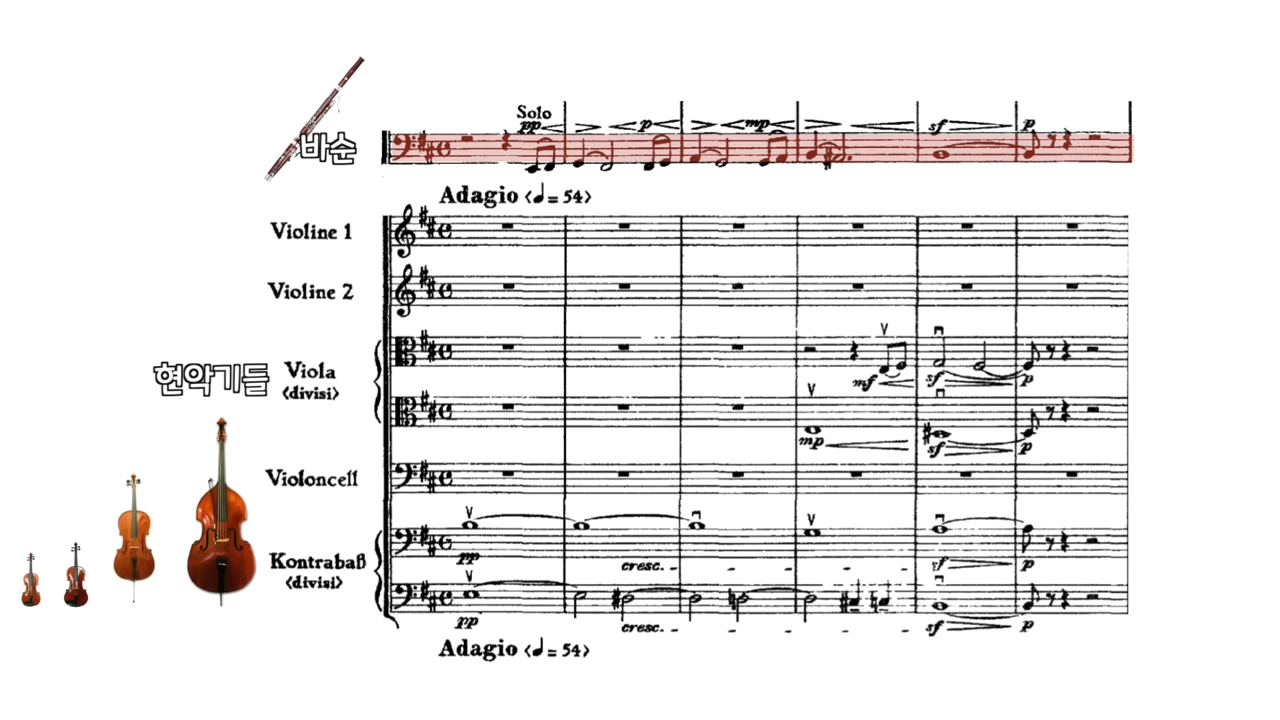 Solo
pp p mp sf p
바순
Adagio (♩= 54)
Violine 1
Violine 2
현악기들
Viola
(divisi)
mf sf p
mp sf p
Violoncell
Kontrabaß
(divisi)
pp cresc. - - - - sf p
pp cresc. - - - - sf p
Adagio (♩= 54)